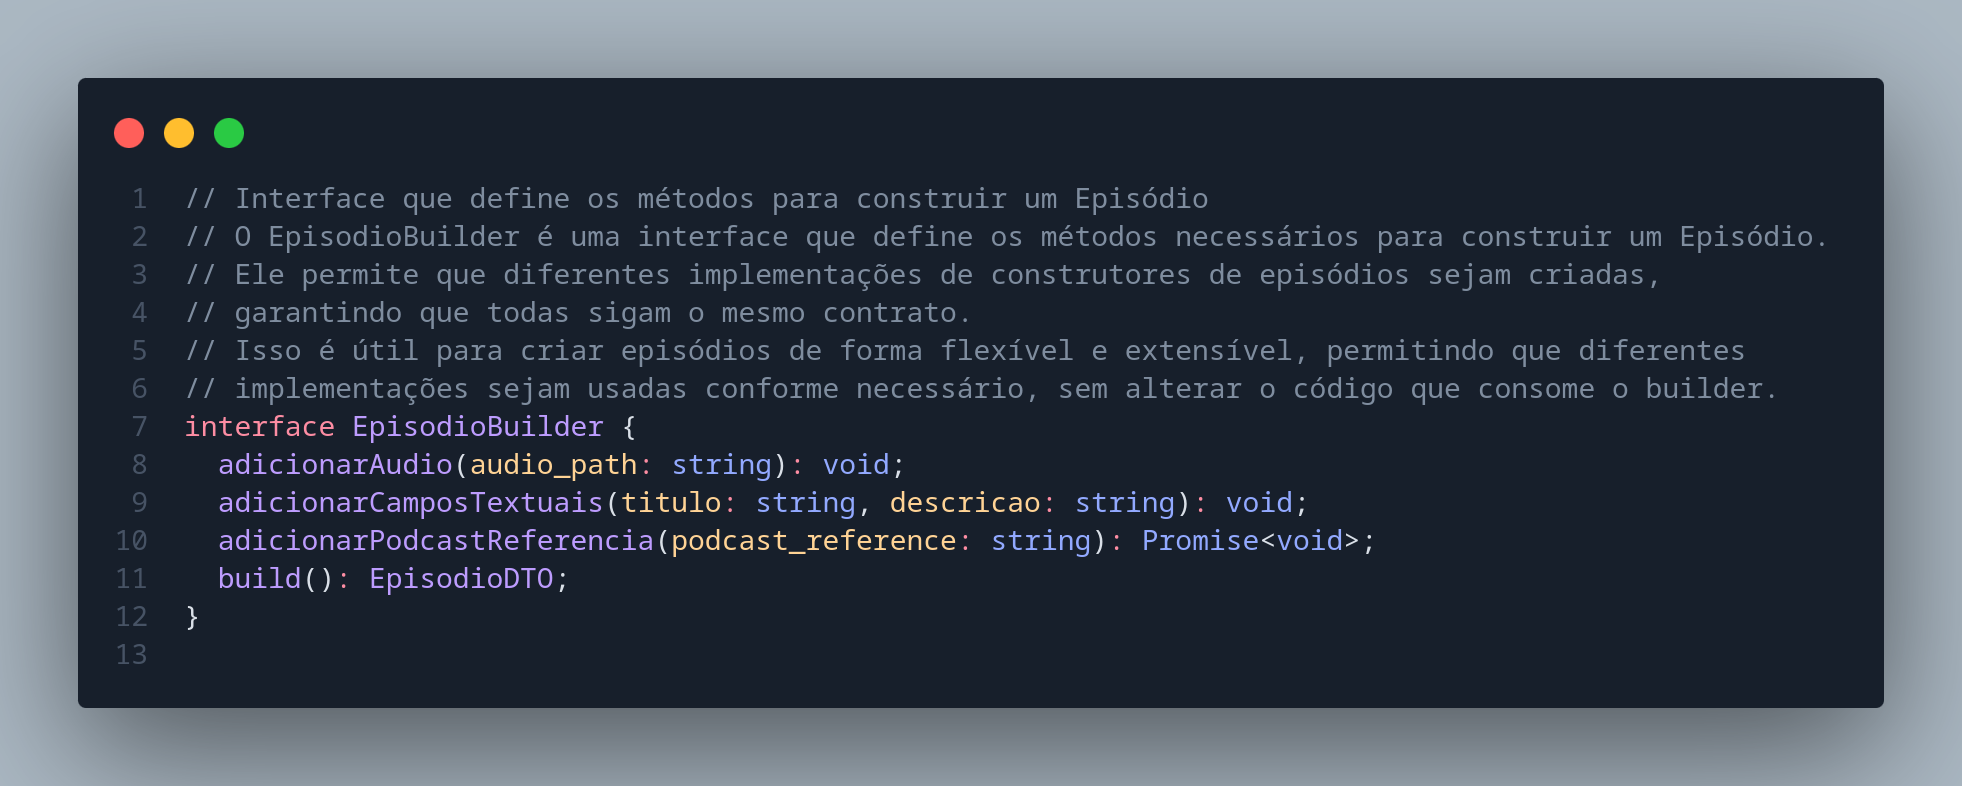 1 // Interface que define os métodos para construir um Episódio
2 // O EpisodioBuilder é uma interface que define os métodos necessários para construir um Episódio.
3 // Ele permite que diferentes implementações de construtores de episódios sejam criadas,
4 // garantindo que todas sigam o mesmo contrato.
5 // Isso é útil para criar episódios de forma flexível e extensível, permitindo que diferentes
6 // implementações sejam usadas conforme necessário, sem alterar o código que consome o builder.
7 interface EpisodioBuilder {
8   adicionarAudio(audio_path: string): void;
9   adicionarCamposTextuais(titulo: string, descricao: string): void;
10   adicionarPodcastReferencia(podcast_reference: string): Promise<void>;
11   build(): EpisodioDTO;
12 }
13